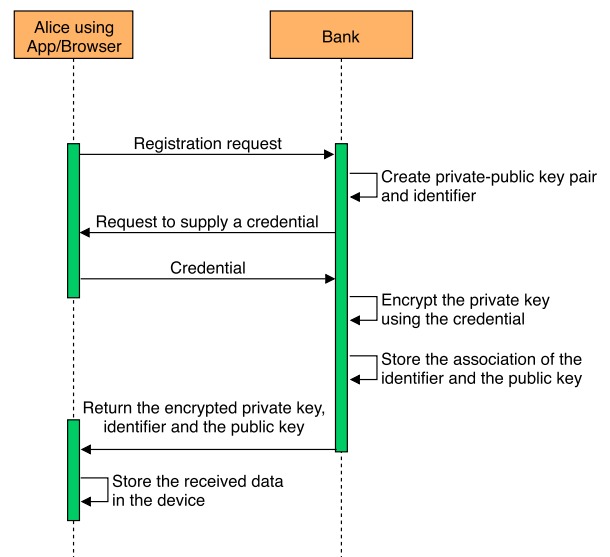 Alice using
App/Browser
Bank
Registration request
Create private-public key pair
and identifier
Request to supply a credential
Credential
Encrypt the private key
using the credential
Store the association of the
identifier and the public key
Return the encrypted private key,
identifier and the public key
Store the received data
in the device